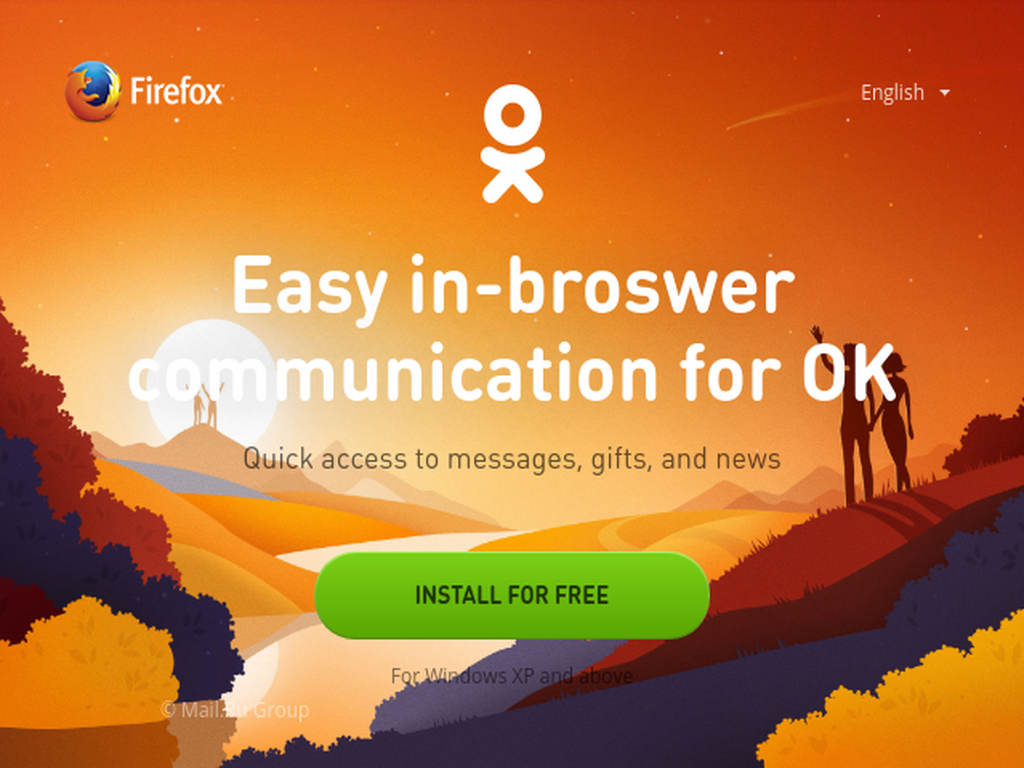 Firefox
English
Easy in-broswer
communication for OK
Quick access to messages, gifts, and news
INSTALL FOR FREE
For Windows XP and above
© Mail.Ru Group